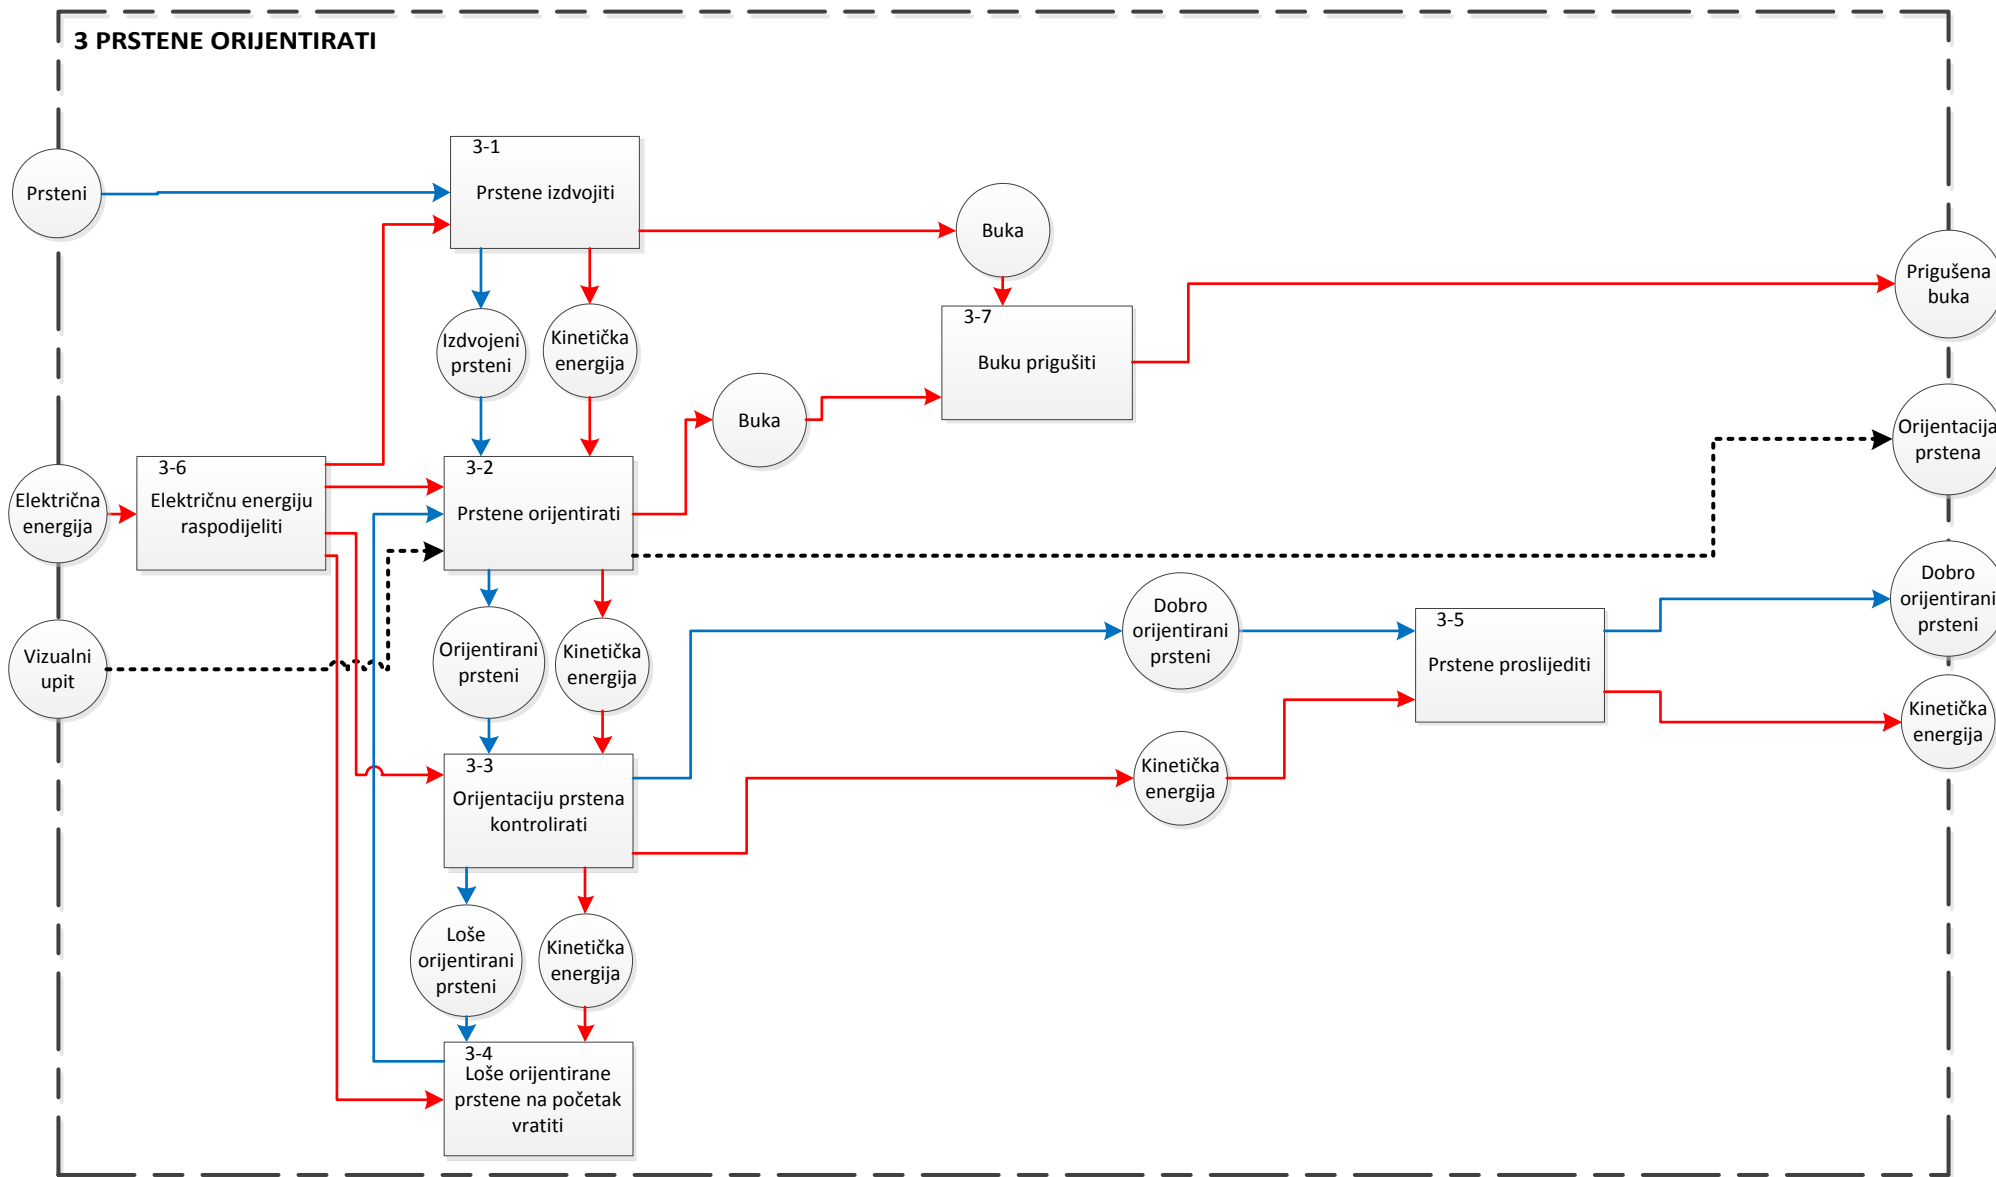 3 PRSTENE ORIJENTIRATI
Prsteni
3-1
Prstene izdvojiti
Buka
Prigušena
buka
Izdvojeni
prsteni
Kinetička
energija
3-7
Buku prigušiti
Buka
Orijentacija
prstena
Električna
energija
3-6
Električnu energiju
raspodijeliti
3-2
Prstene orijentirati
Vizualni
upit
Orijentirani
prsteni
Kinetička
energija
Dobro
orijentirani
prsteni
3-5
Prstene proslijediti
Dobro
orijentirani
prsteni
Kinetička
energija
3-3
Orijentaciju prstena
kontrolirati
Kinetička
energija
Loše
orijentirani
prsteni
Kinetička
energija
3-4
Loše orijentirane
prstene na početak
vratiti